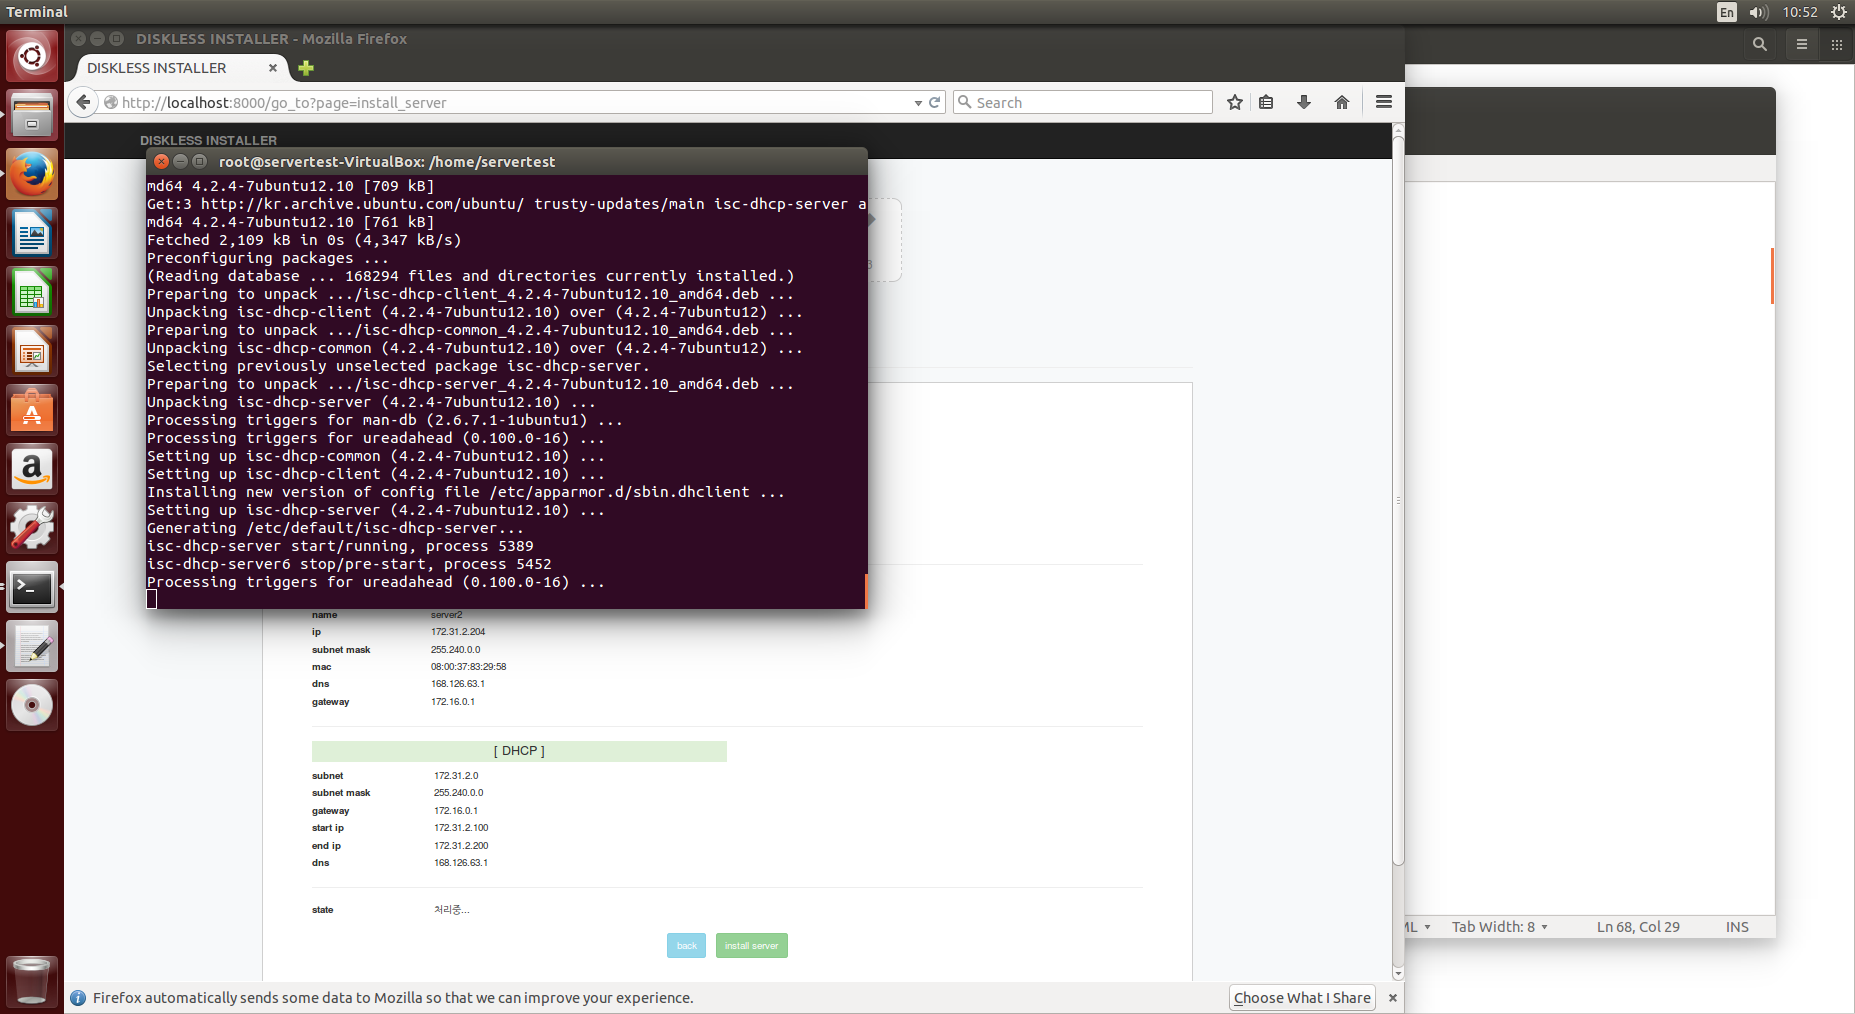 Terminal
En
10:52
DISKLESS INSTALLER - Mozilla Firefox
DISKLESS INSTALLER
http://localhost:8000/go_to?page=install_server
Search
DISKLESS INSTALLER
root@servertest-VirtualBox: /home/servertest
md64 4.2.4-7ubuntu12.10 [709 kB]
Get:3 http://kr.archive.ubuntu.com/ubuntu/ trusty-updates/main isc-dhcp-server a
md64 4.2.4-7ubuntu12.10 [761 kB]
Fetched 2,109 kB in 0s (4,347 kB/s)
Preconfiguring packages ...
(Reading database ... 168294 files and directories currently installed.)
Preparing to unpack .../isc-dhcp-client_4.2.4-7ubuntu12.10_amd64.deb ...
Unpacking isc-dhcp-client (4.2.4-7ubuntu12.10) over (4.2.4-7ubuntu12) ...
Preparing to unpack .../isc-dhcp-common_4.2.4-7ubuntu12.10_amd64.deb ...
Unpacking isc-dhcp-common (4.2.4-7ubuntu12.10) over (4.2.4-7ubuntu12) ...
Selecting previously unselected package isc-dhcp-server.
Preparing to unpack .../isc-dhcp-server_4.2.4-7ubuntu12.10_amd64.deb ...
Unpacking isc-dhcp-server (4.2.4-7ubuntu12.10) ...
Processing triggers for man-db (2.6.7.1-1ubuntu1) ...
Processing triggers for ureadahead (0.100.0-16) ...
Setting up isc-dhcp-common (4.2.4-7ubuntu12.10) ...
Setting up isc-dhcp-client (4.2.4-7ubuntu12.10) ...
Installing new version of config file /etc/apparmor.d/sbin.dhclient ...
Setting up isc-dhcp-server (4.2.4-7ubuntu12.10) ...
Generating /etc/default/isc-dhcp-server...
isc-dhcp-server start/running, process 5389
isc-dhcp-server6 stop/pre-start, process 5452
Processing triggers for ureadahead (0.100.0-16) ...
name server2
ip 172.31.2.204
subnet mask 255.240.0.0
mac 08:00:37:83:29:58
dns 168.126.63.1
gateway 172.16.0.1
[ DHCP ]
subnet 172.31.2.0
subnet mask 255.240.0.0
gateway 172.16.0.1
start ip 172.31.2.100
end ip 172.31.2.200
dns 168.126.63.1
state 처리중...
back install server
ML Tab Width: 8 Ln 68, Col 29 INS
Firefox automatically sends some data to Mozilla so that we can improve your experience.
Choose What I Share